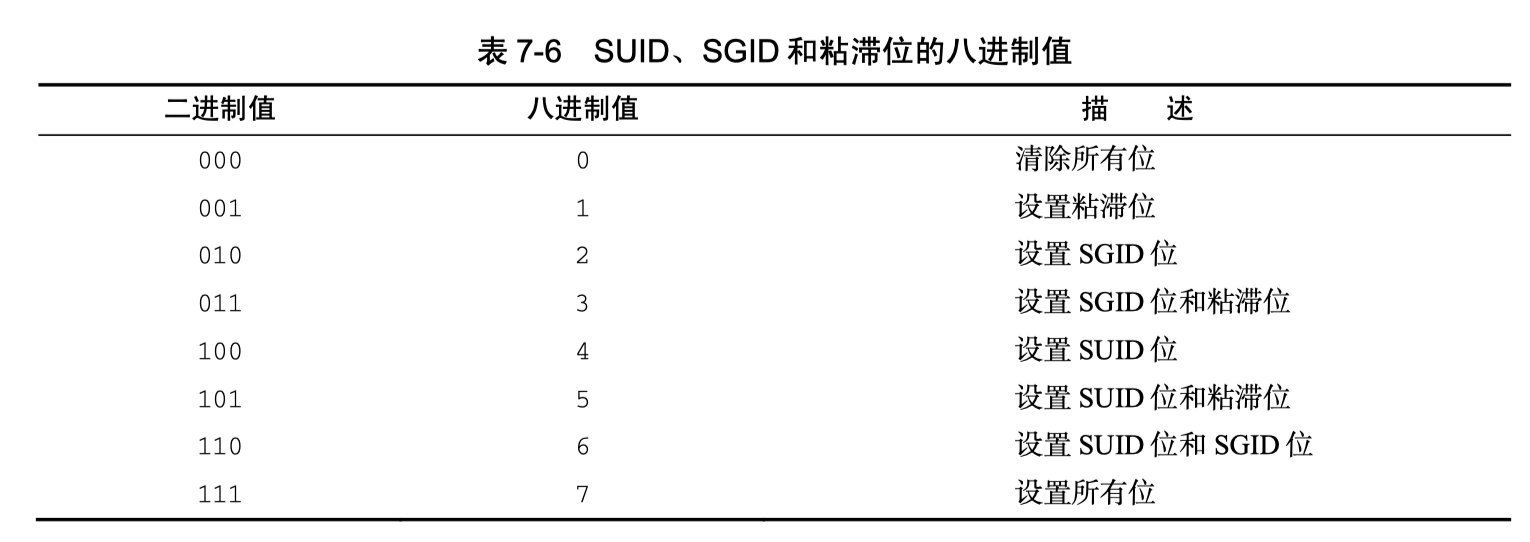 表 7-6 SUID、SGID 和粘滞位的八进制值
二进制值 八进制值 描 述
000 0 清除所有位
001 1 设置粘滞位
010 2 设置 SGID 位
011 3 设置 SGID 位和粘滞位
100 4 设置 SUID 位
101 5 设置 SUID 位和粘滞位
110 6 设置 SUID 位和 SGID 位
111 7 设置所有位